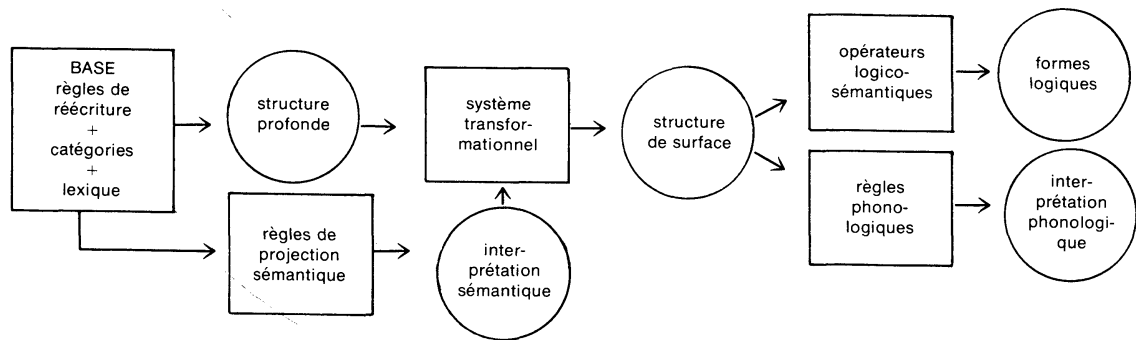 BASE
règles de
réécriture
+
catégories
+
lexique
structure
profonde
règles de
projection
sémantique
système
transfor-
mationnel
inter-
prétation
sémantique
structure
de surface
opérateurs
logico-
sémantiques
formes
logiques
règles
phono-
logiques
inter-
prétation
phonologi-
que